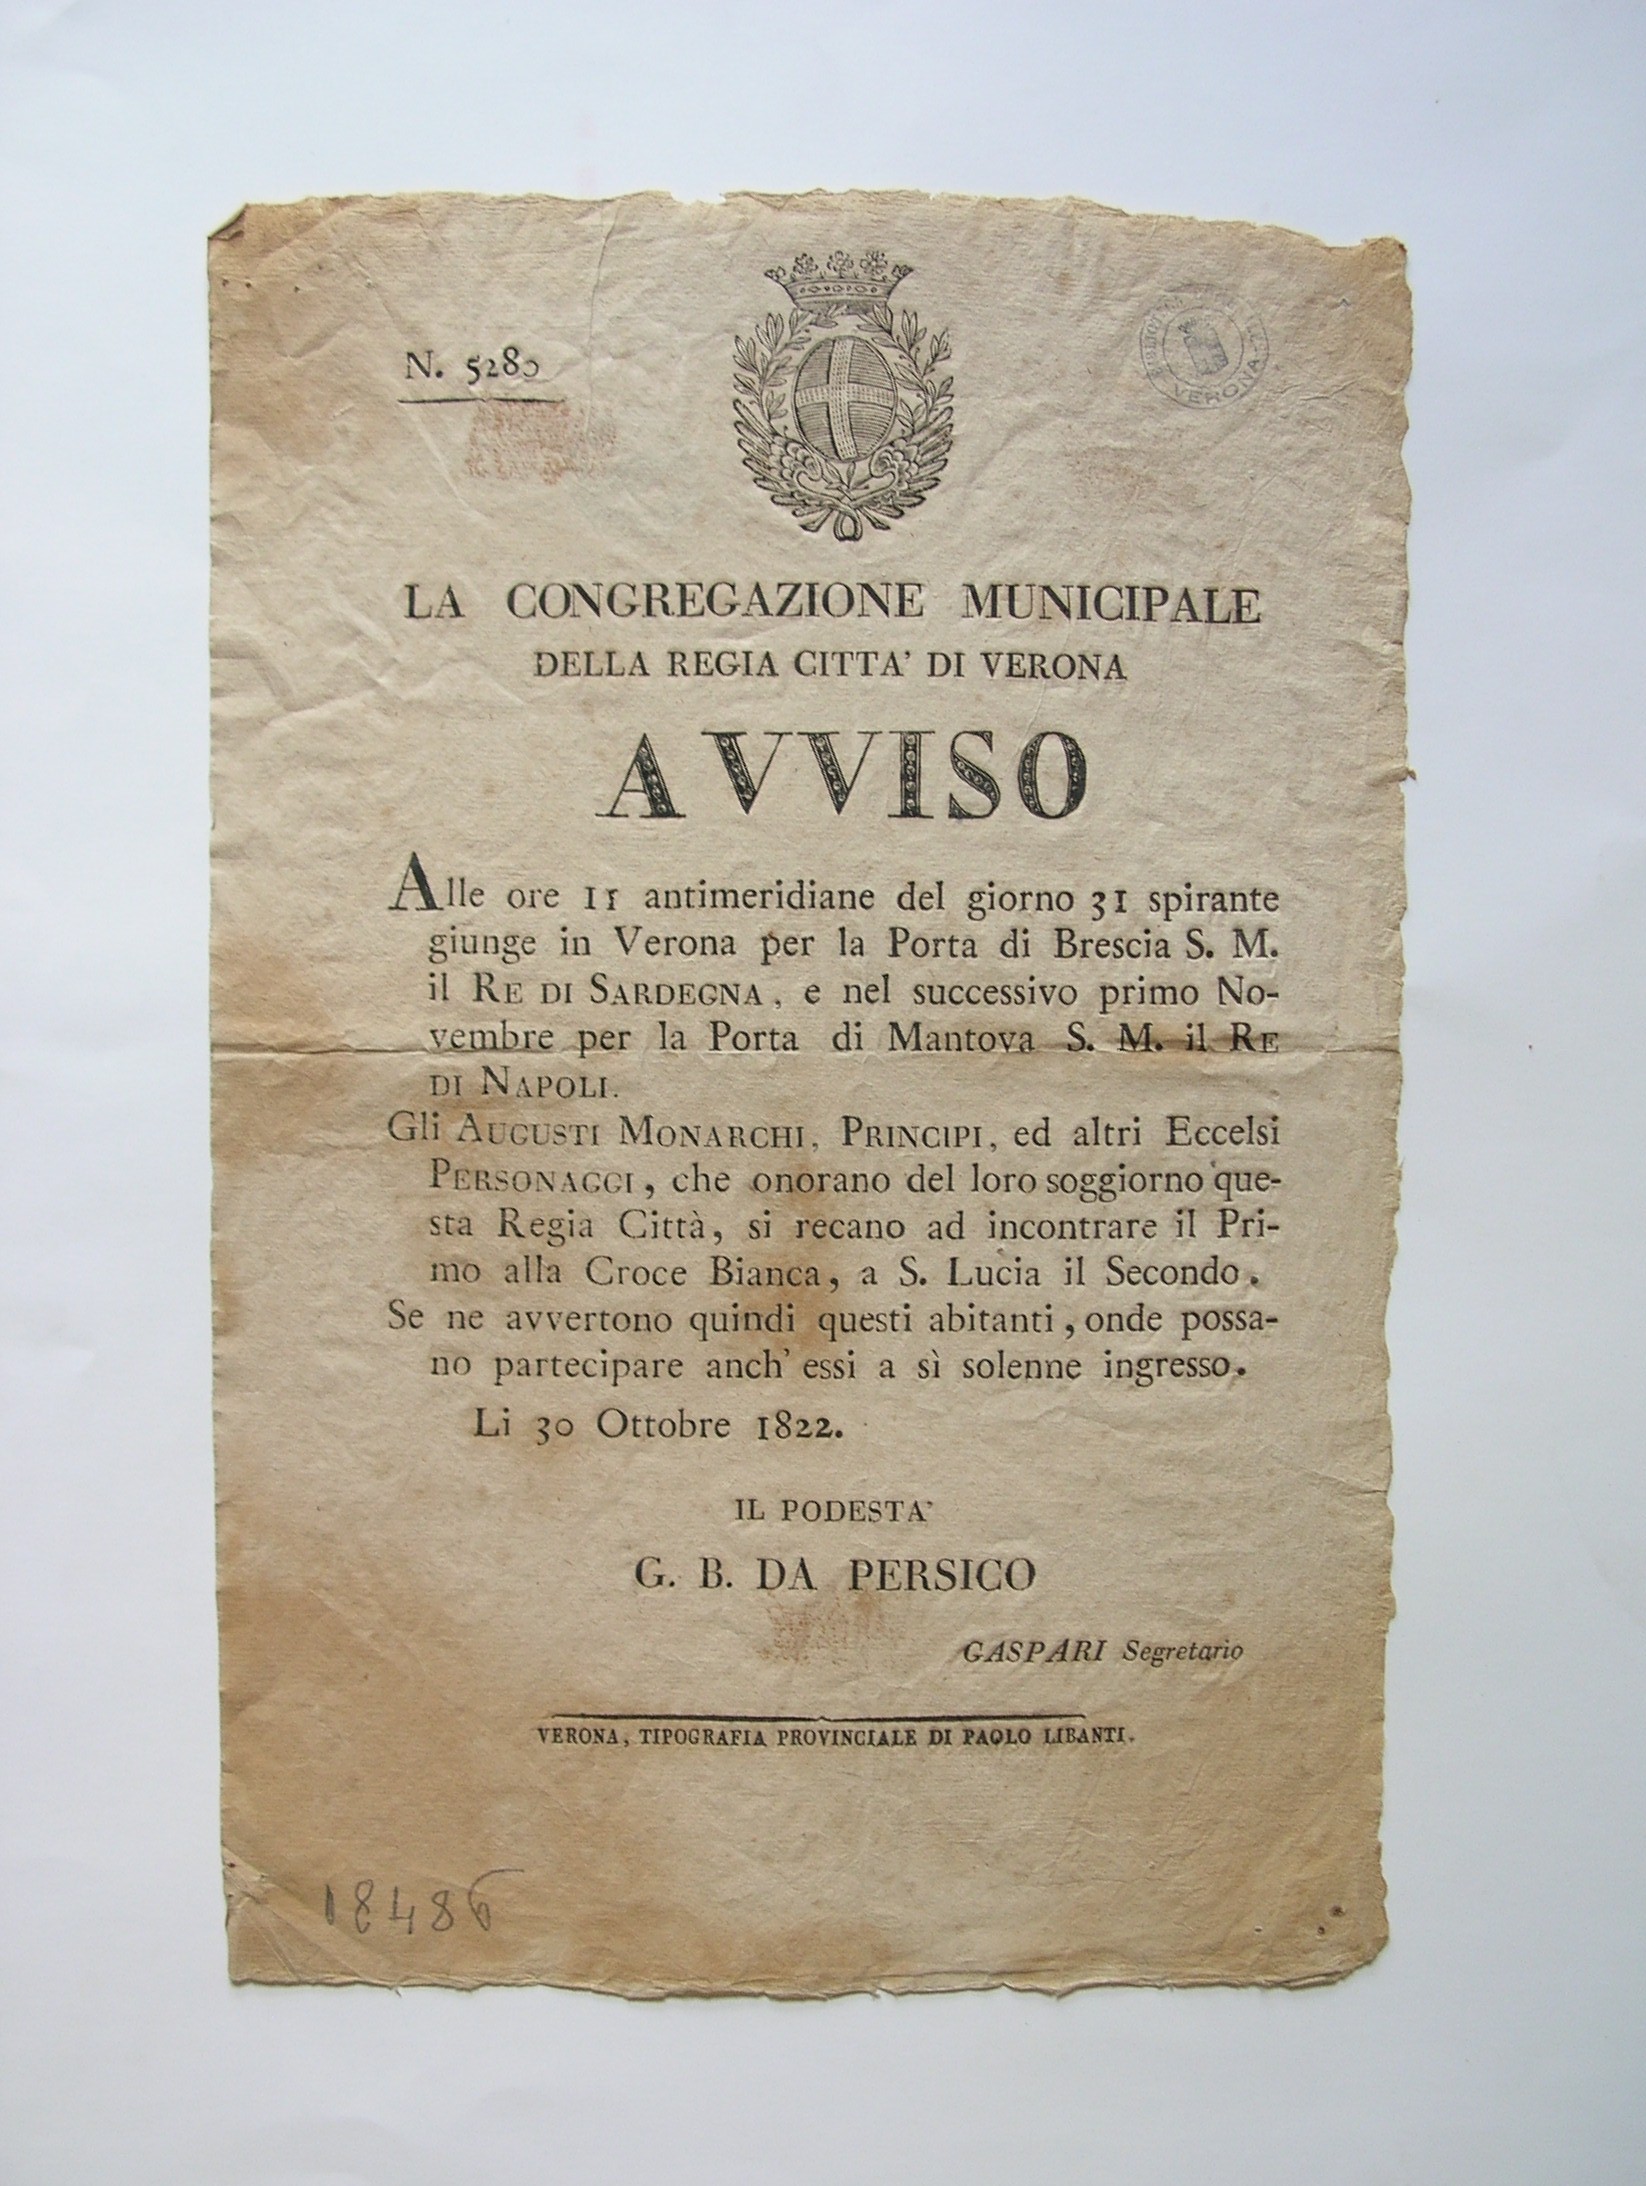 N. 5280
VERONA
LA CONGREGAZIONE MUNICIPALE
DELLA REGIA CITTA' DI VERONA
AVVISO
Alle ore 11 antimeridiane del giorno 31 spirante
giunge in Verona per la Porta di Brescia S. M.
il RE DI SARDEGNA, e nel successivo primo No-
vembre per la Porta di Mantova S. M. il RE
DI NAPOLI.
Gli AUGUSTI MONARCHI, PRINCIPI, ed altri Eccelsi
PERSONAGGI, che onorano del loro soggiorno que-
sta Regia Città, si recano ad incontrare il Pri-
mo alla Croce Bianca, a S. Lucia il Secondo.
Se ne avvertono quindi questi abitanti, onde possa-
no partecipare anch' essi a sì solenne ingresso.
Li 30 Ottobre 1822.
IL PODESTA'
G. B. DA PERSICO
GASPARI Segretario
VERONA, TIPOGRAFIA PROVINCIALE DI PAOLO LIBANTI.
18486